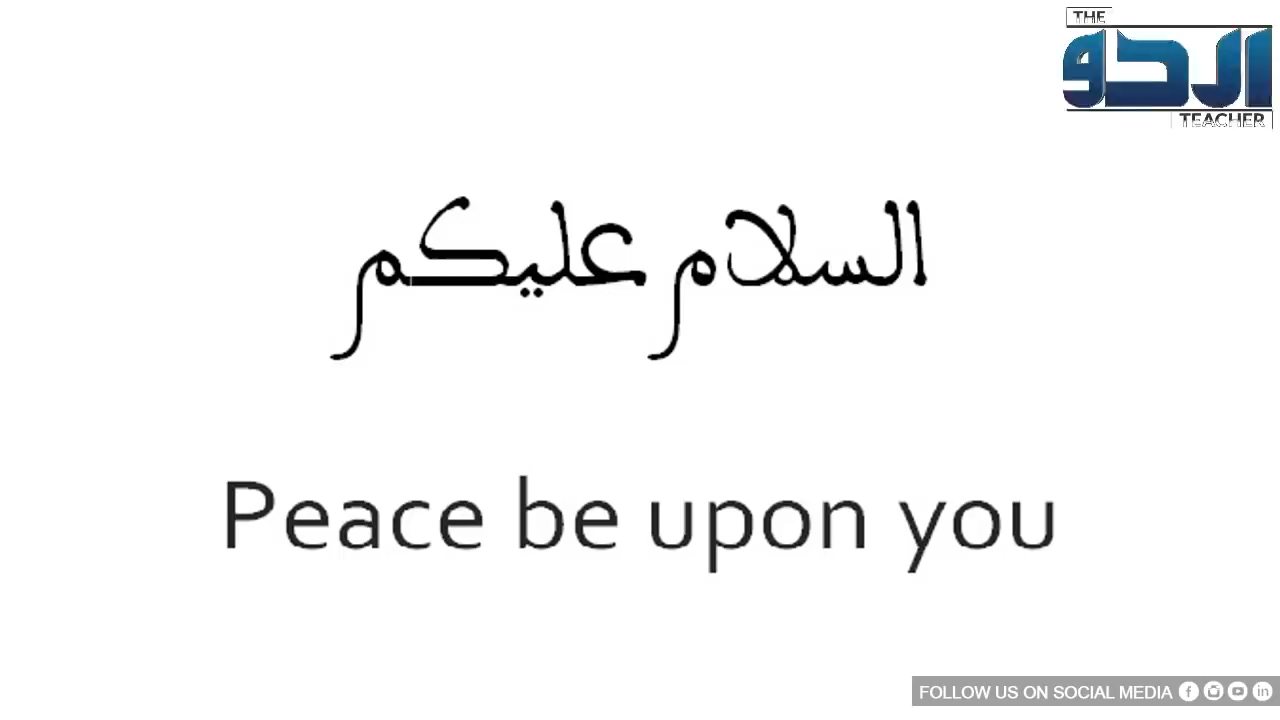 THE
اردو
TEACHER
السلام عليكم
Peace be upon you
FOLLOW US ON SOCIAL MEDIA